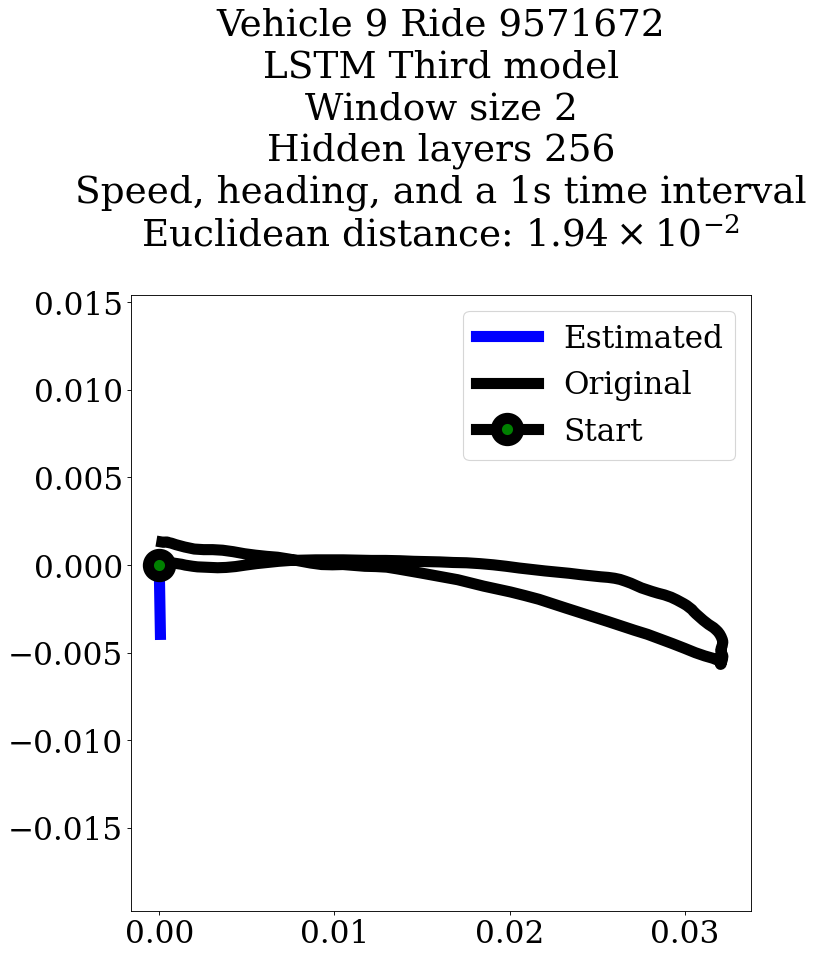 Vehicle 9 Ride 9571672
LSTM Third model
Window size 2
Hidden layers 256
Speed, heading, and a 1s time interval
Euclidean distance: 1.94 × 10⁻²
Estimated
Original
Start
0.015
0.010
0.005
0.000
−0.005
−0.010
−0.015
0.00 0.01 0.02 0.03